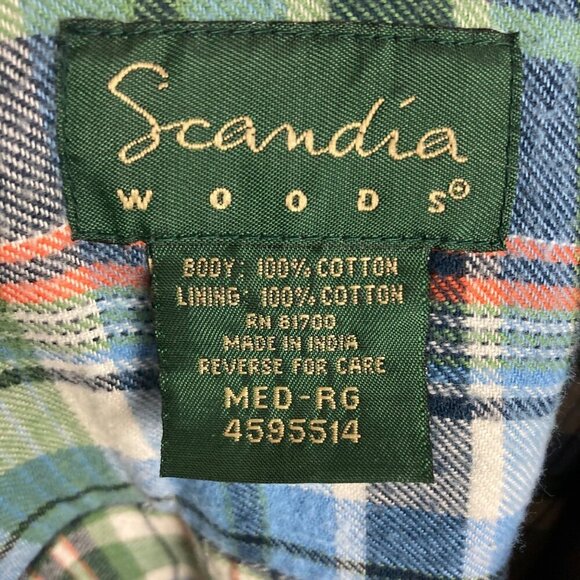 Scandia
WOODS®
BODY: 100% COTTON
LINING: 100% COTTON
RN 81700
MADE IN INDIA
REVERSE FOR CARE
MED-RG
4595514